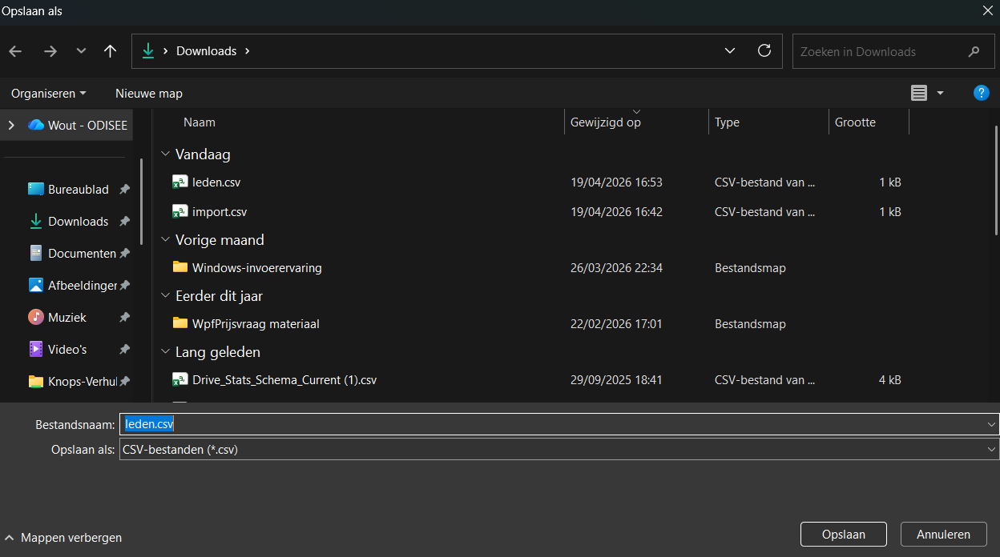 Opslaan als
Downloads
Zoeken in Downloads
Organiseren
Nieuwe map
Wout - ODISEE
Bureaublad
Downloads
Documenten
Afbeeldingen
Muziek
Video's
Knops-Verhul
Naam Gewijzigd op Type Grootte
Vandaag
leden.csv 19/04/2026 16:53 CSV-bestand van ... 1 kB
import.csv 19/04/2026 16:42 CSV-bestand van ... 1 kB
Vorige maand
Windows-invoerervaring 26/03/2026 22:34 Bestandsmap
Eerder dit jaar
WpfPrijsvraag materiaal 22/02/2026 17:01 Bestandsmap
Lang geleden
Drive_Stats_Schema_Current (1).csv 29/09/2025 18:41 CSV-bestand van ... 4 kB
Bestandsnaam: leden.csv
Opslaan als: CSV-bestanden (*.csv)
Mappen verbergen
Opslaan
Annuleren